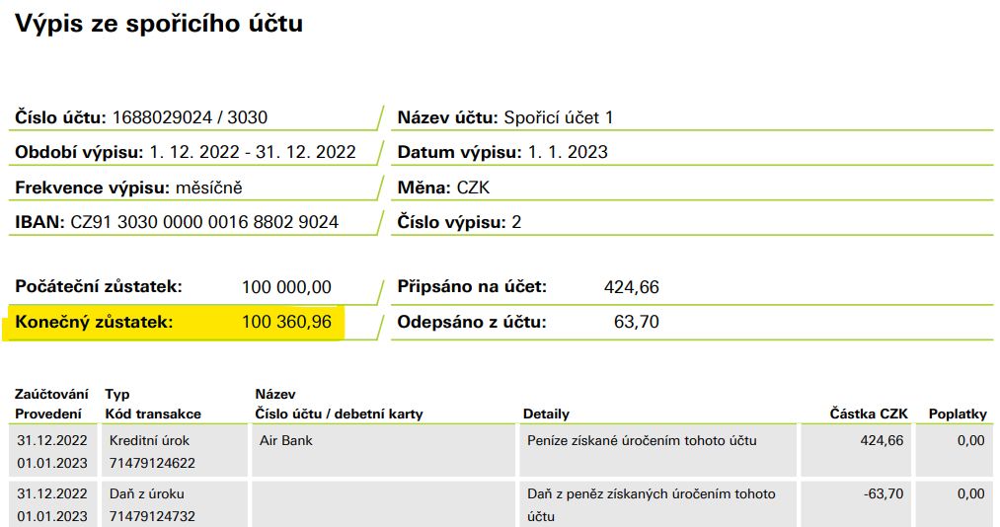 Výpis ze spořicího účtu
Číslo účtu: 1688029024 / 3030
Název účtu: Spořicí účet 1
Období výpisu: 1. 12. 2022 - 31. 12. 2022
Datum výpisu: 1. 1. 2023
Frekvence výpisu: měsíčně
Měna: CZK
IBAN: CZ91 3030 0000 0016 8802 9024
Číslo výpisu: 2
Počáteční zůstatek: 100 000,00
Připsáno na účet: 424,66
Konečný zůstatek: 100 360,96
Odepsáno z účtu: 63,70
Zaúčtování Typ Název
Provedení Kód transakce Číslo účtu / debetní karty Detaily Částka CZK Poplatky
31.12.2022 Kreditní úrok Air Bank Peníze získané úročením tohoto účtu 424,66 0,00
01.01.2023 71479124622
31.12.2022 Daň z úroku Daň z peněz získaných úročením tohoto -63,70 0,00
01.01.2023 71479124732 účtu